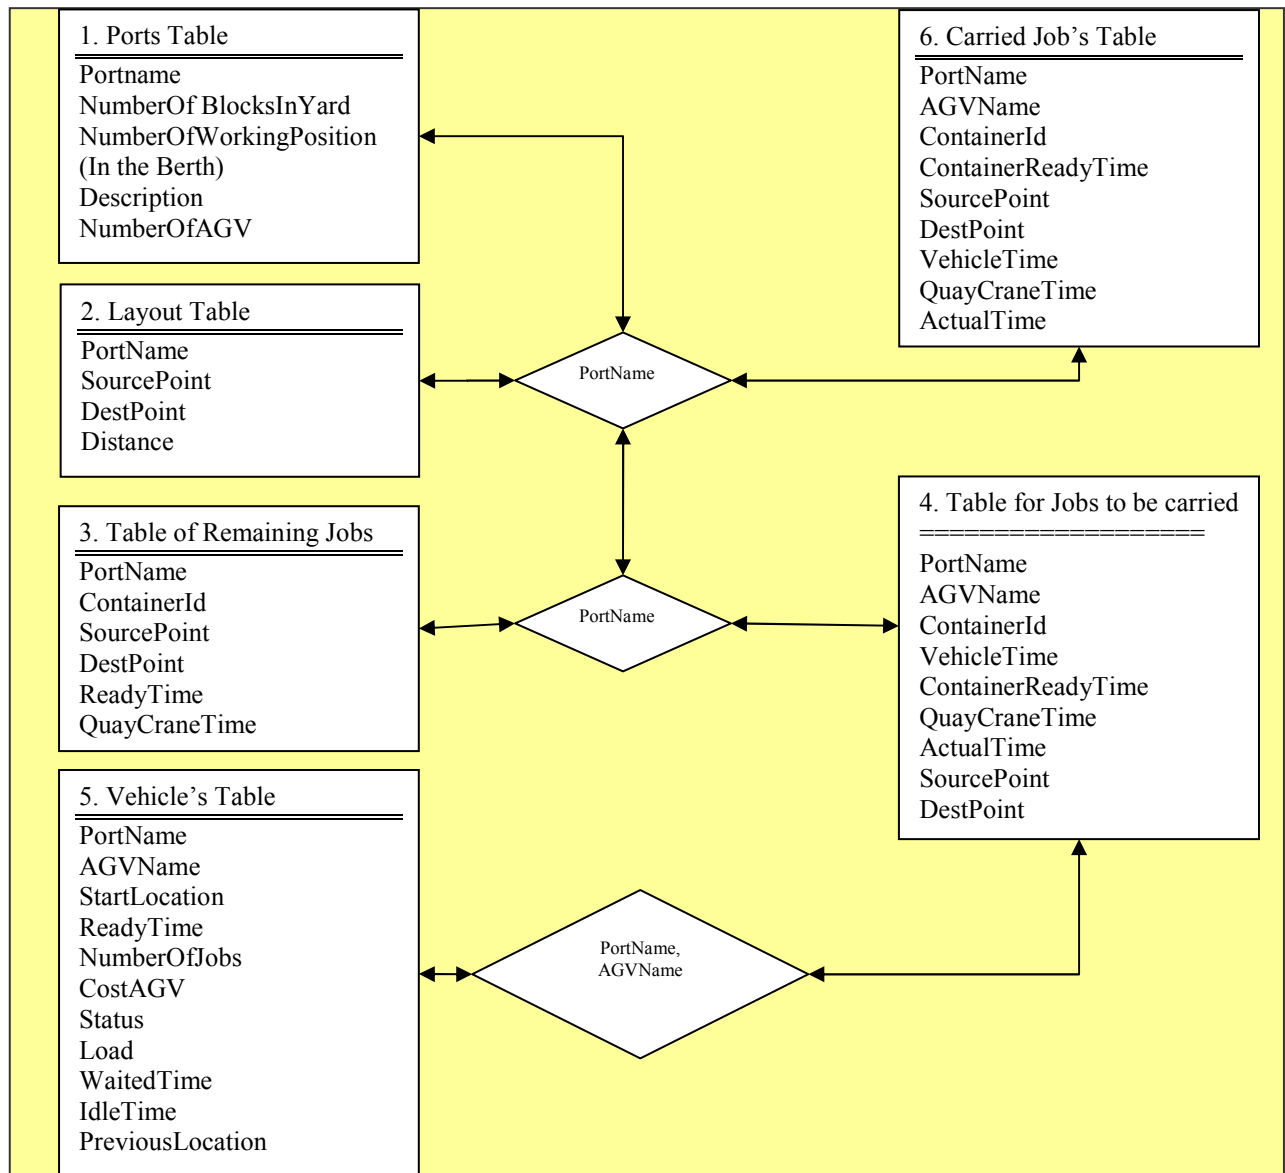 1. Ports Table
Portname
NumberOf BlocksInYard
NumberOfWorkingPosition
(In the Berth)
Description
NumberOfAGV
2. Layout Table
PortName
SourcePoint
DestPoint
Distance
3. Table of Remaining Jobs
PortName
ContainerId
SourcePoint
DestPoint
ReadyTime
QuayCraneTime
5. Vehicle's Table
PortName
AGVName
StartLocation
ReadyTime
NumberOfJobs
CostAGV
Status
Load
WaitedTime
IdleTime
PreviousLocation
PortName
PortName
PortName,
AGVName
6. Carried Job's Table
PortName
AGVName
ContainerId
ContainerReadyTime
SourcePoint
DestPoint
VehicleTime
QuayCraneTime
ActualTime
4. Table for Jobs to be carried
===================
PortName
AGVName
ContainerId
VehicleTime
ContainerReadyTime
QuayCraneTime
ActualTime
SourcePoint
DestPoint